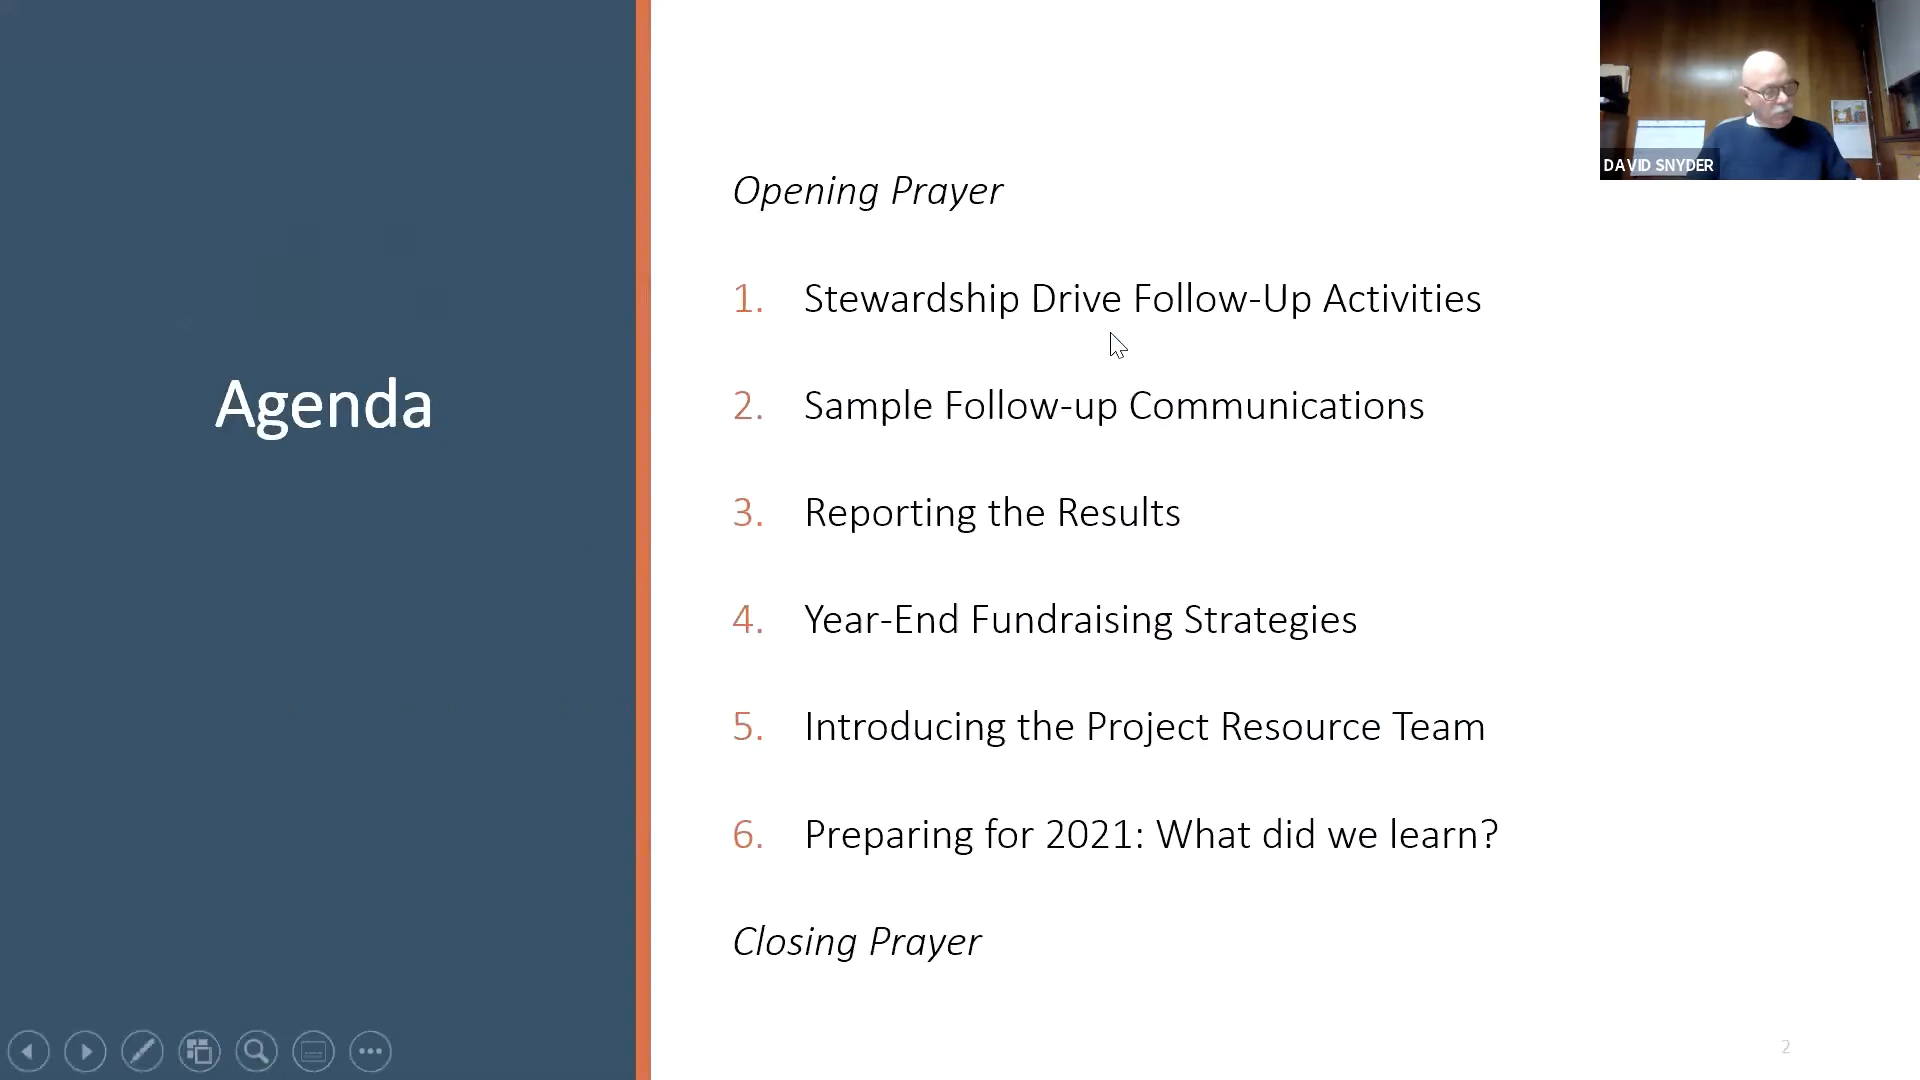 DAVID SNYDER
Agenda
Opening Prayer
1. Stewardship Drive Follow-Up Activities
2. Sample Follow-up Communications
3. Reporting the Results
4. Year-End Fundraising Strategies
5. Introducing the Project Resource Team
6. Preparing for 2021: What did we learn?
Closing Prayer
2